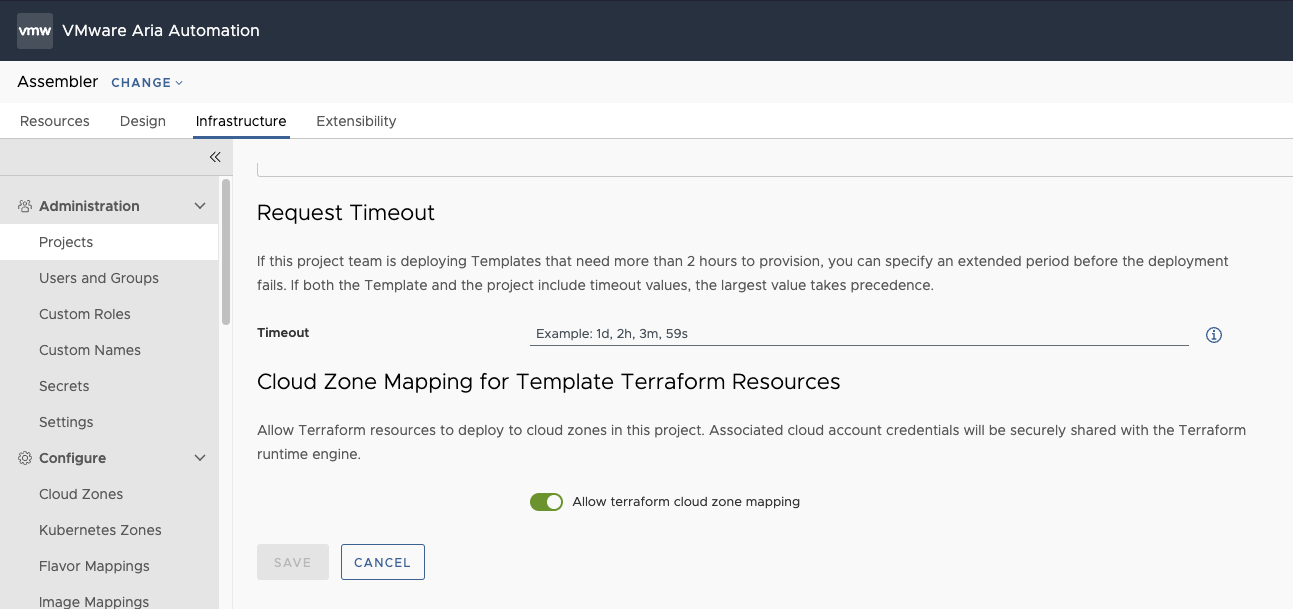 vmw VMware Aria Automation
Assembler CHANGE
Resources Design Infrastructure Extensibility
Administration
Projects
Users and Groups
Custom Roles
Custom Names
Secrets
Settings
Configure
Cloud Zones
Kubernetes Zones
Flavor Mappings
Image Mappings
Request Timeout
If this project team is deploying Templates that need more than 2 hours to provision, you can specify an extended period before the deployment
fails. If both the Template and the project include timeout values, the largest value takes precedence.
Timeout Example: 1d, 2h, 3m, 59s
Cloud Zone Mapping for Template Terraform Resources
Allow Terraform resources to deploy to cloud zones in this project. Associated cloud account credentials will be securely shared with the Terraform
runtime engine.
Allow terraform cloud zone mapping
SAVE CANCEL